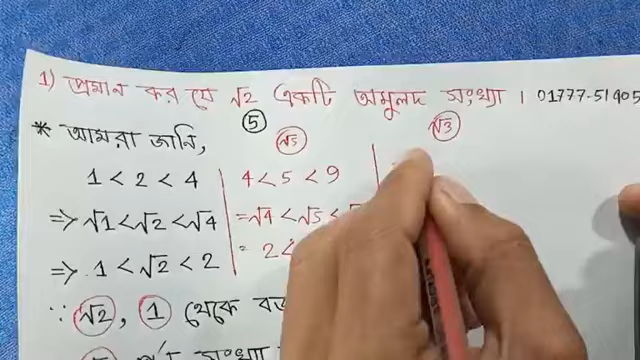 1) প্রমান কর যে √2 একটি অমুলদ সংখ্যা । 01777-51905
* আমরা জানি, ⑤ √5 √3
1 < 2 < 4 4 < 5 < 9
⇒ √1 < √2 < √4 = √4 < √5 <
⇒ 1 < √2 < 2 = 2 <
∵ √2, 1 থেকে
সংখ্যা